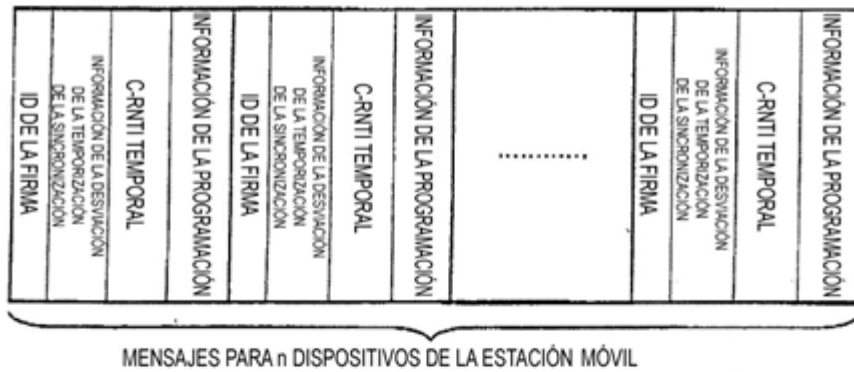 ID DE LA FIRMA
INFORMACIÓN DE LA DESVIACIÓN
DE LA TEMPORIZACIÓN
DE LA SINCRONIZACIÓN
C-RNTI TEMPORAL
INFORMACIÓN DE LA PROGRAMACIÓN
ID DE LA FIRMA
INFORMACIÓN DE LA DESVIACIÓN
DE LA TEMPORIZACIÓN
DE LA SINCRONIZACIÓN
C-RNTI TEMPORAL
INFORMACIÓN DE LA PROGRAMACIÓN
...........
ID DE LA FIRMA
INFORMACIÓN DE LA DESVIACIÓN
DE LA TEMPORIZACIÓN
DE LA SINCRONIZACIÓN
C-RNTI TEMPORAL
INFORMACIÓN DE LA PROGRAMACIÓN
MENSAJES PARA n DISPOSITIVOS DE LA ESTACIÓN MÓVIL